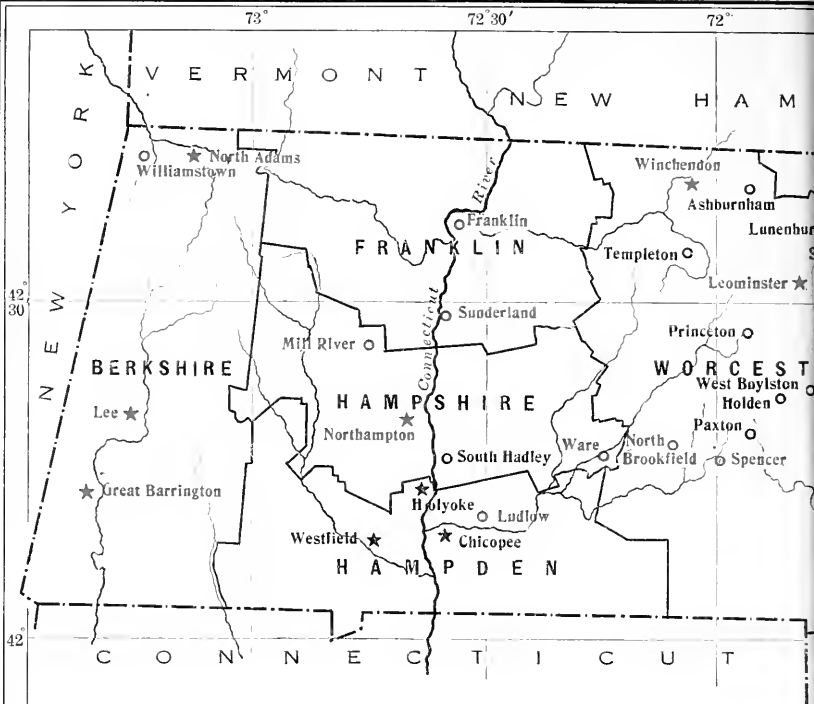 73° 72°30′ 72°
VERMONT
NEW HAM
NEW YORK
North Adams
Williamstown
Winchendon
Ashburnham
River
Franklin
Lunenbur
FRANKLIN
Templeton
S
Leominster
42°
30
Connecticut
Sunderland
Princeton
Mill River
BERKSHIRE
WORCEST
West Boylston
HAMPSHIRE
Holden
Lee
Northampton
Paxton
Ware
North
Brookfield
South Hadley
Spencer
Great Barrington
Holyoke
Ludlow
Westfield
Chicopee
HAMPDEN
42°
CONNECTICUT